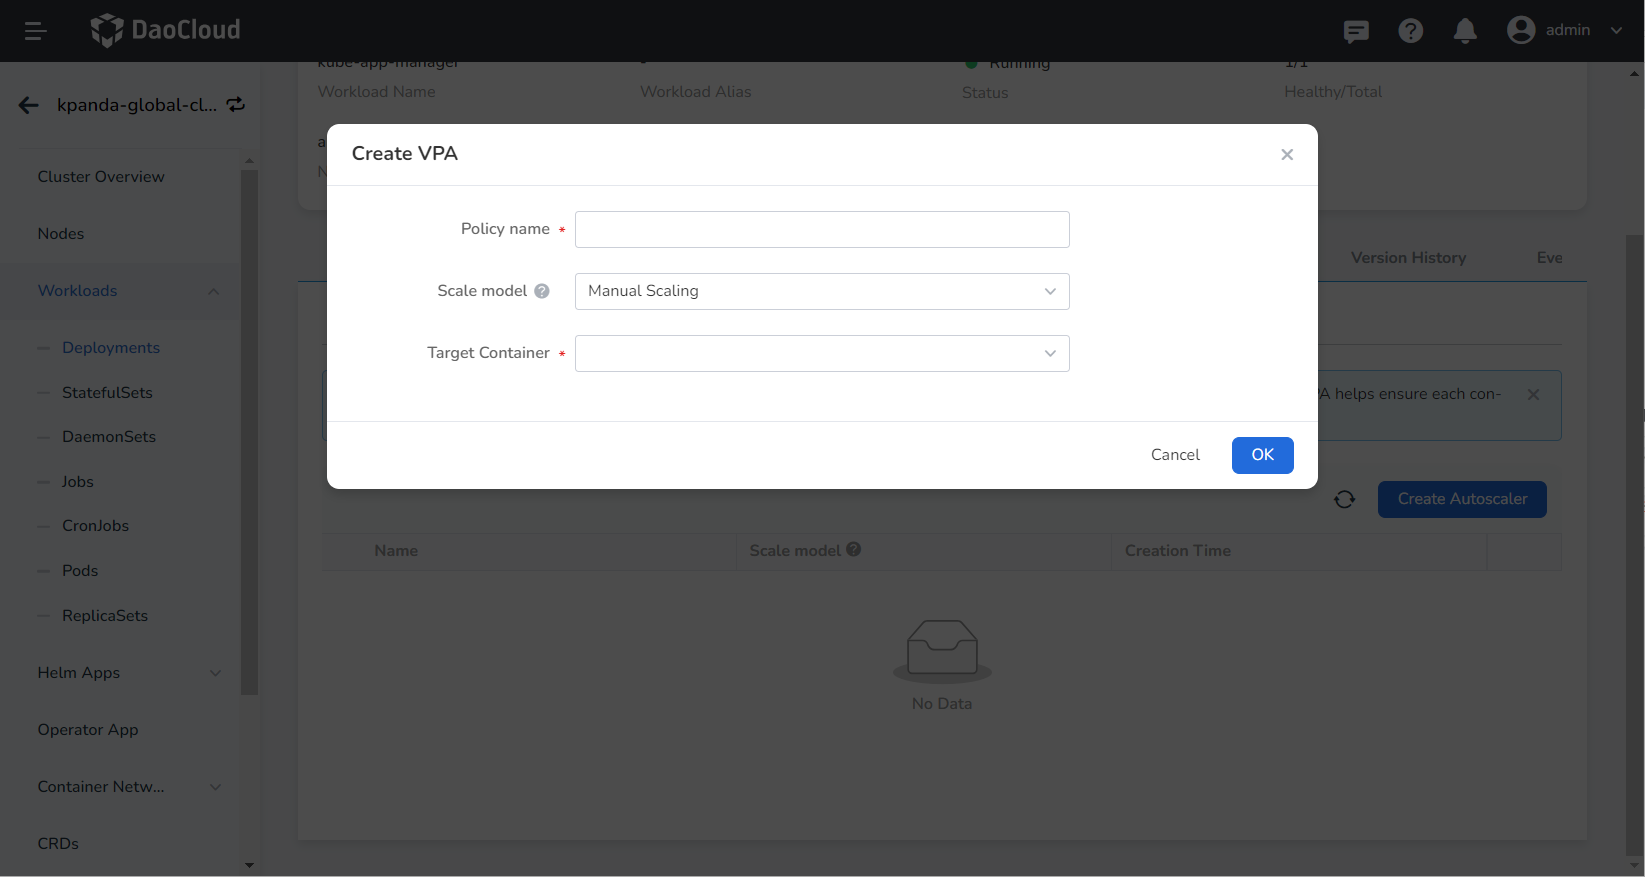 DaoCloud
admin
kpanda-global-cl...
Cluster Overview
Nodes
Workloads
Deployments
StatefulSets
DaemonSets
Jobs
CronJobs
Pods
ReplicaSets
Helm Apps
Operator App
Container Netw...
CRDs
kube-app-manager
Workload Name
-
Workload Alias
Running
Status
1/1
Healthy/Total
a
N
Create VPA
Policy name *
Scale model
Manual Scaling
Target Container *
Cancel
OK
Version History
Eve
PA helps ensure each con-
Create Autoscaler
Name
Scale model
Creation Time
No Data